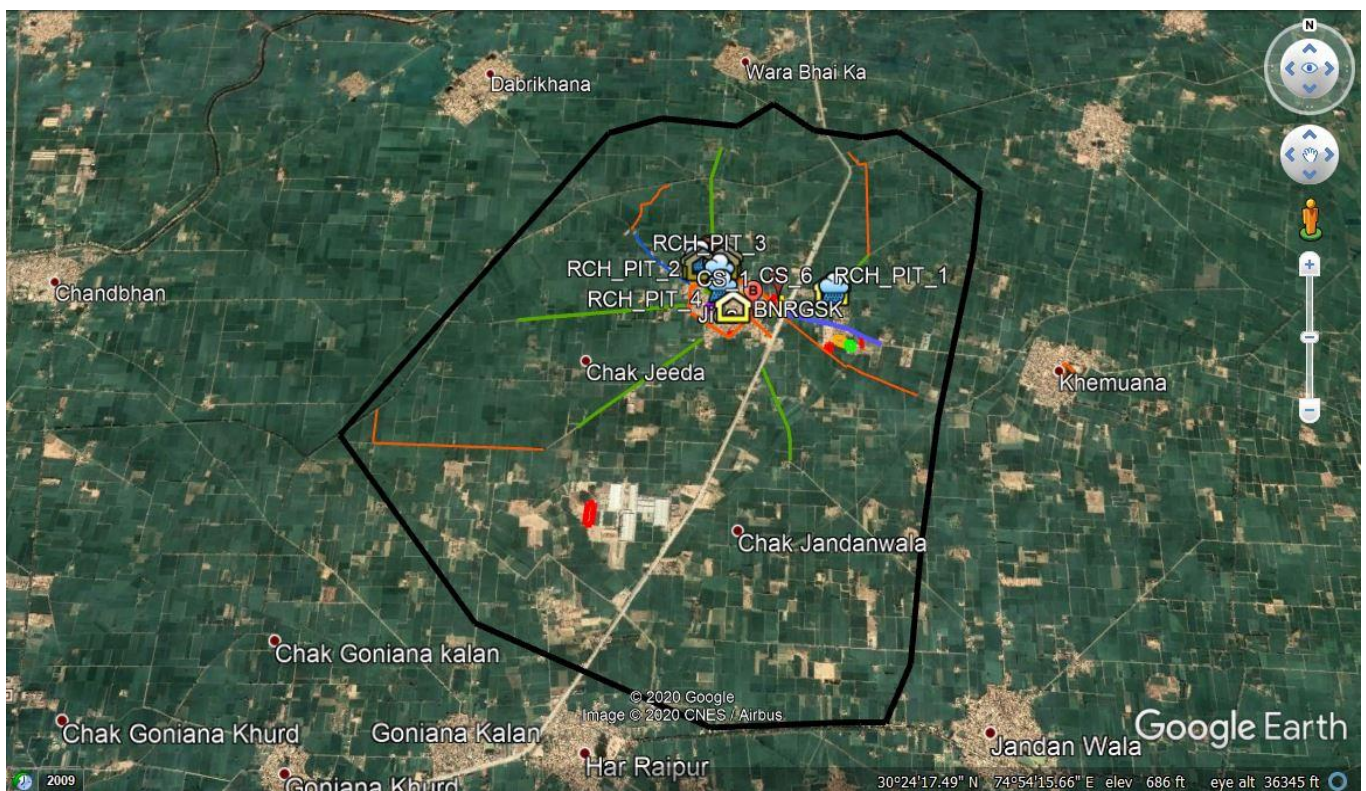 N
Wara Bhai Ka
Dabrikhana
RCH_PIT_3
RCH_PIT_2
CS_1
CS_6
RCH_PIT_1
Chandbhan
RCH_PIT_4
BNRGSK
Chak Jeeda
Khemuana
Chak Jandanwala
Chak Goniana kalan
© 2020 Google
Image © 2020 CNES / Airbus
Chak Goniana Khurd
Goniana Kalan
Google Earth
Jandan Wala
Har Raipur
Goniana Khurd
2009
30°24'17.49" N 74°54'15.66" E elev 686 ft eye alt 36345 ft